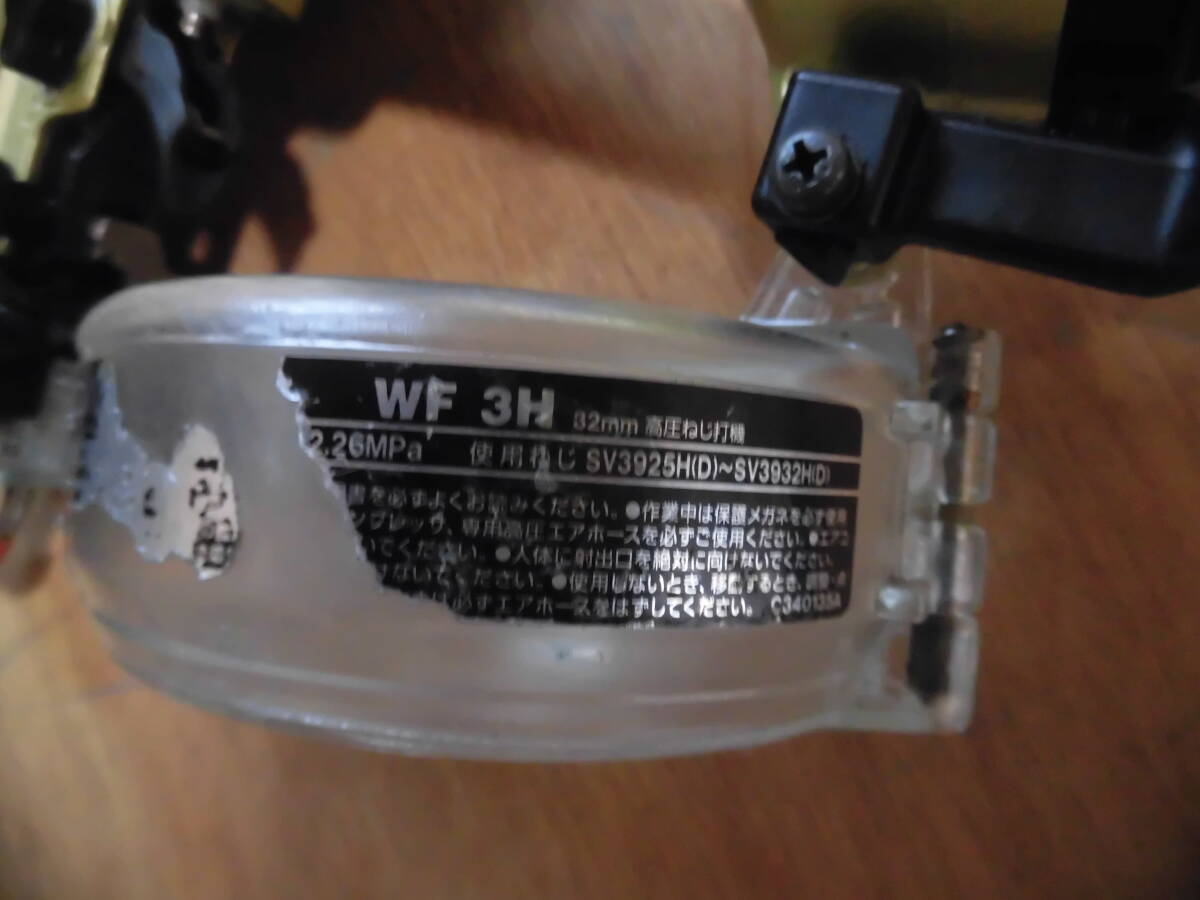 WF 3H 32mm 高圧ねじ打機
2.26MPa 使用ねじ SV3925H(D)～SV3932H(D)
書を必ずよくお読みください。●作業中は保護メガネを必ず使用
ンプレッサ、専用高圧エアホースを必ずご使用ください。●エアコ
いてください。●人体に射出口を絶対に向けないでください。
けないでください。●使用しないとき、移動するとき、調整・点
は必ずエアホースをはずしてください。 C340135A